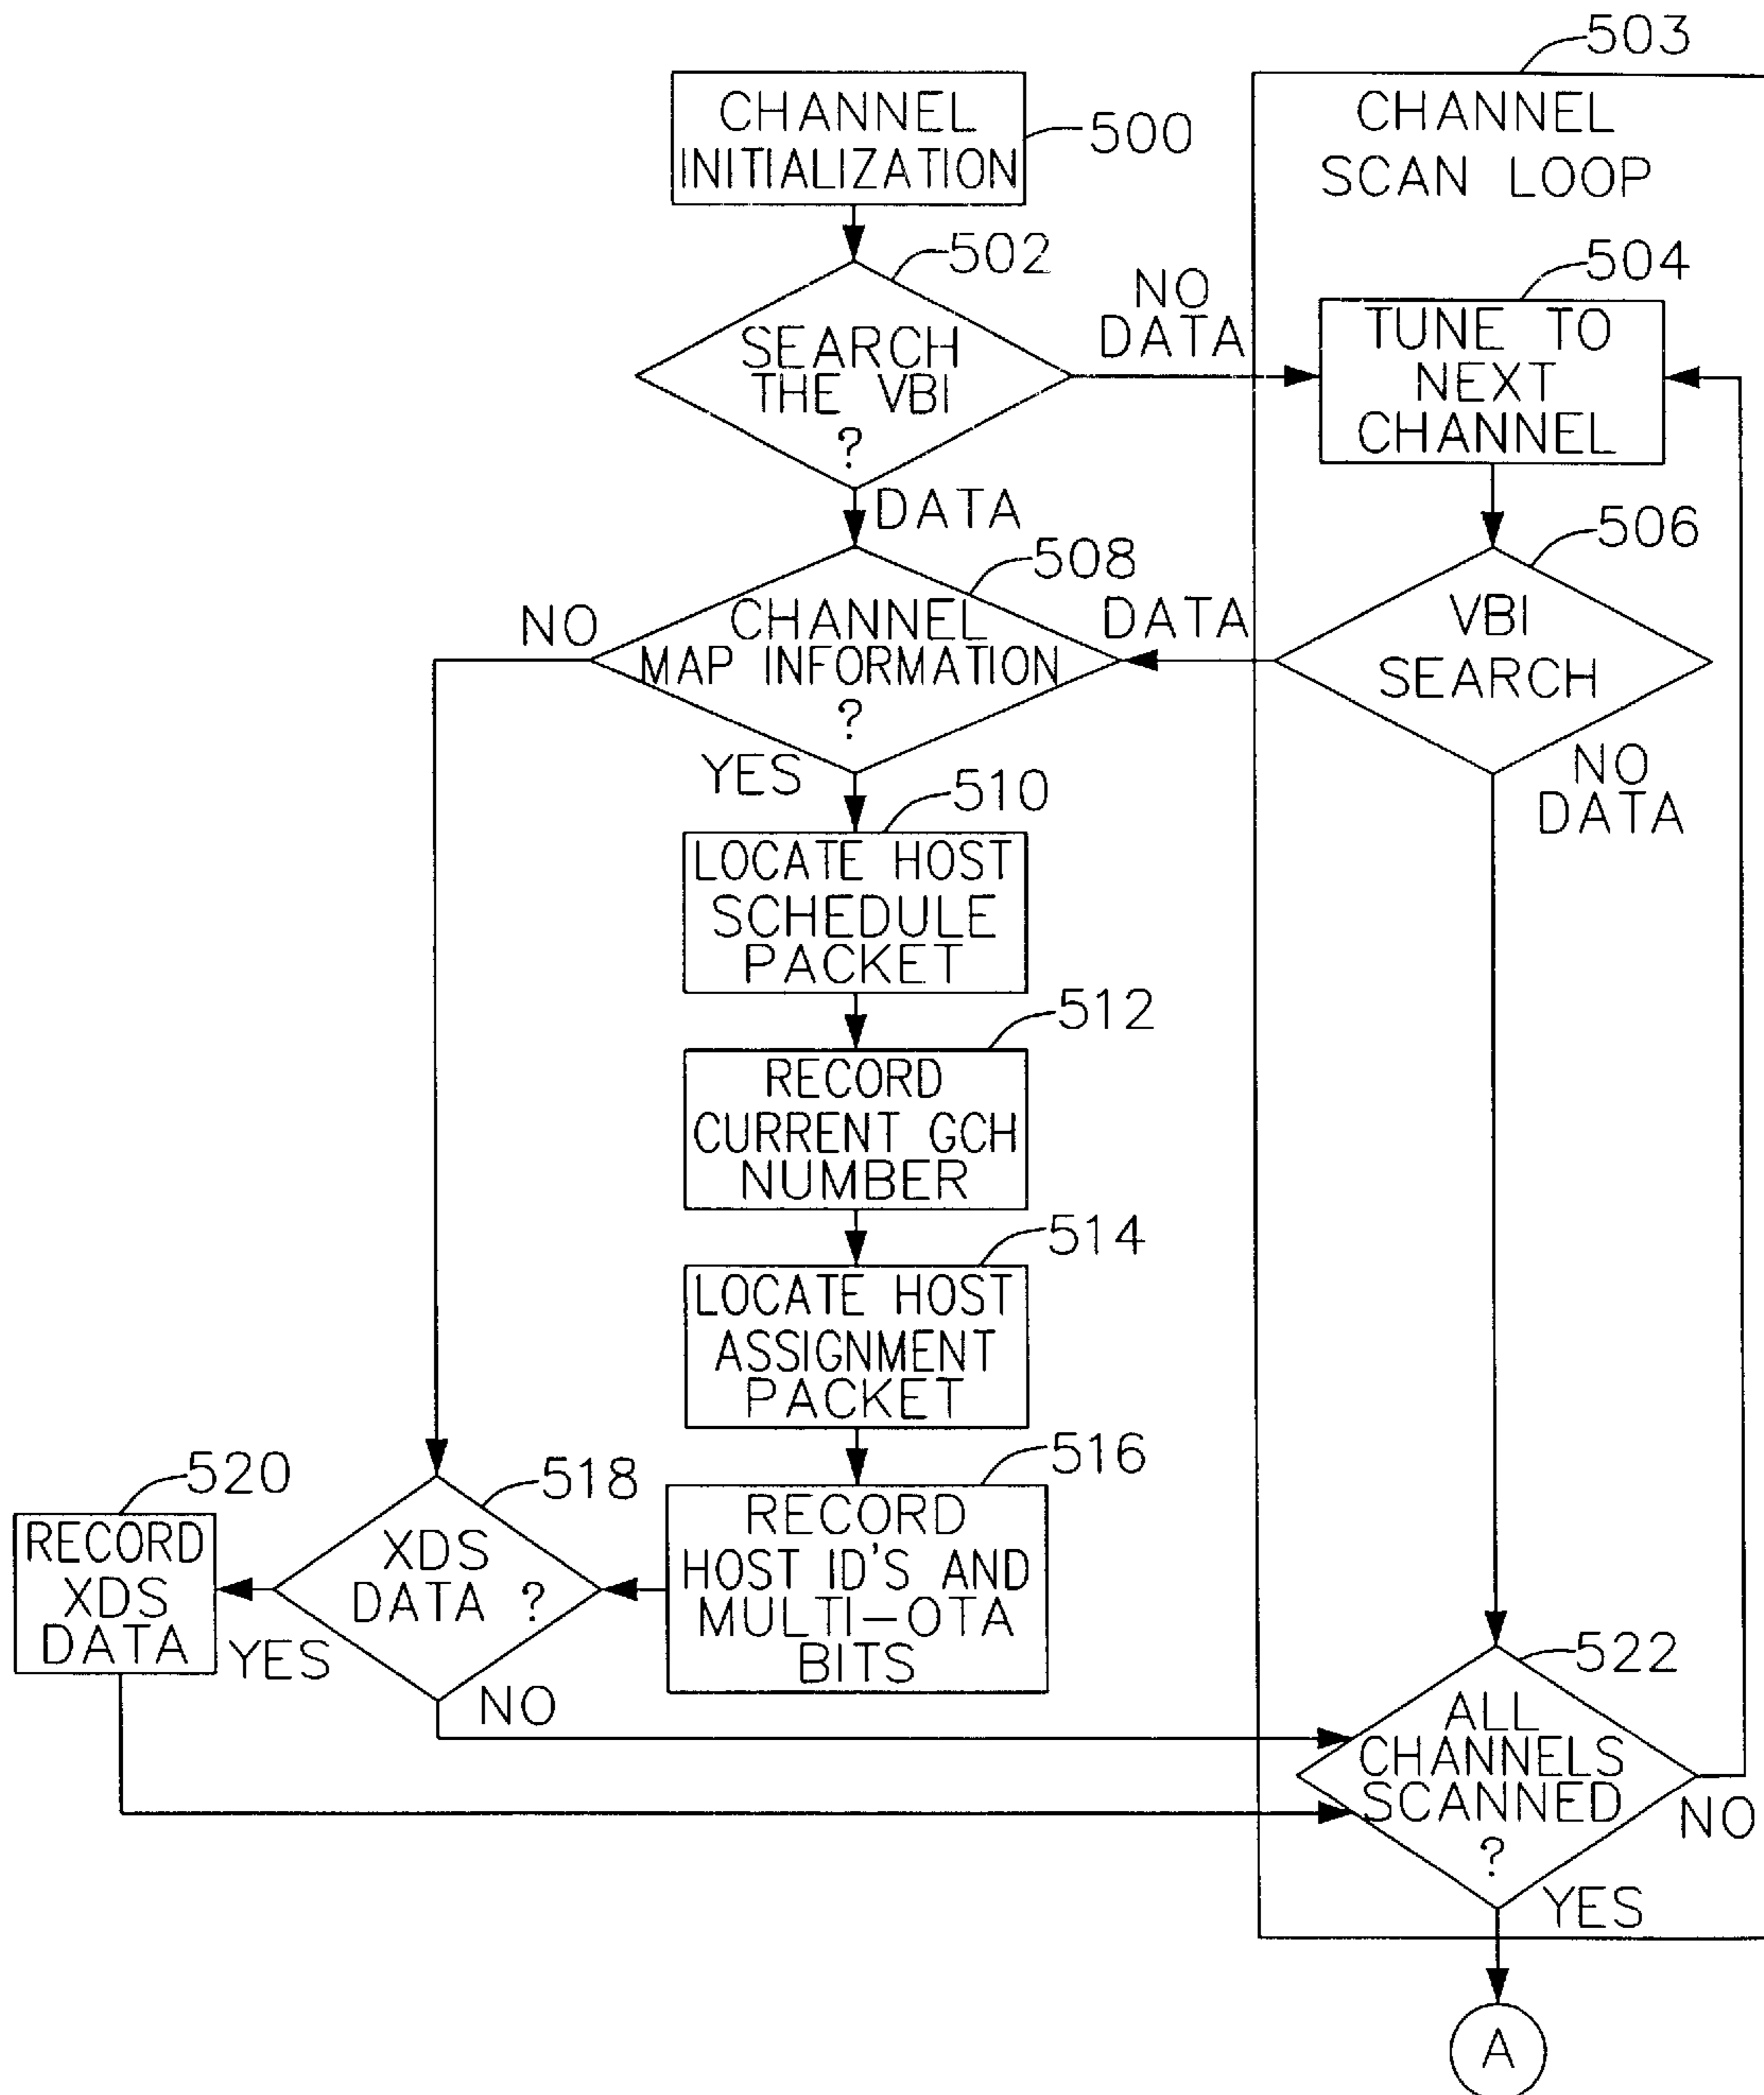 503
CHANNEL
INITIALIZATION
500
CHANNEL
SCAN LOOP
502
SEARCH
THE VBI
?
NO
DATA
504
TUNE TO
NEXT
CHANNEL
DATA
506
VBI
SEARCH
508
CHANNEL
MAP INFORMATION
?
NO
DATA
YES
NO
DATA
510
LOCATE HOST
SCHEDULE
PACKET
512
RECORD
CURRENT GCH
NUMBER
514
LOCATE HOST
ASSIGNMENT
PACKET
516
RECORD
HOST ID'S AND
MULTI-OTA
BITS
518
XDS
DATA ?
520
RECORD
XDS
DATA
YES
NO
522
ALL
CHANNELS
SCANNED
?
NO
YES
A